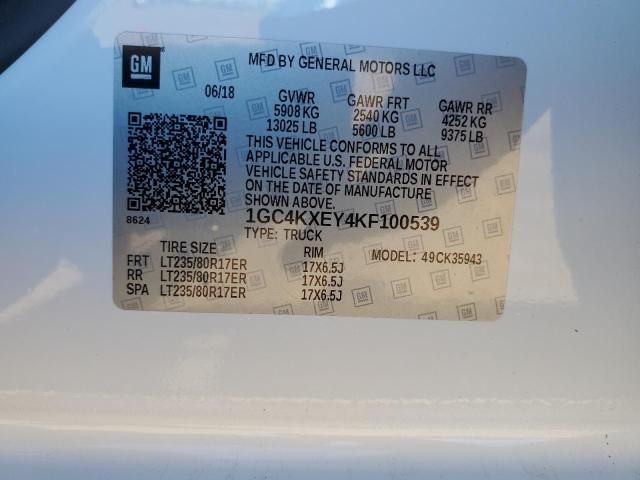 GM MFD BY GENERAL MOTORS LLC
06/18 GVWR GAWR FRT GAWR RR
5908 KG 2540 KG 4252 KG
13025 LB 5600 LB 9375 LB
THIS VEHICLE CONFORMS TO ALL
APPLICABLE U.S. FEDERAL MOTOR
VEHICLE SAFETY STANDARDS IN EFFECT
ON THE DATE OF MANUFACTURE
SHOWN ABOVE.
8624 1GC4KXEY4KF100539
TYPE: TRUCK
TIRE SIZE RIM MODEL: 49CK35943
FRT LT235/80R17ER 17X6.5J
RR LT235/80R17ER 17X6.5J
SPA LT235/80R17ER 17X6.5J